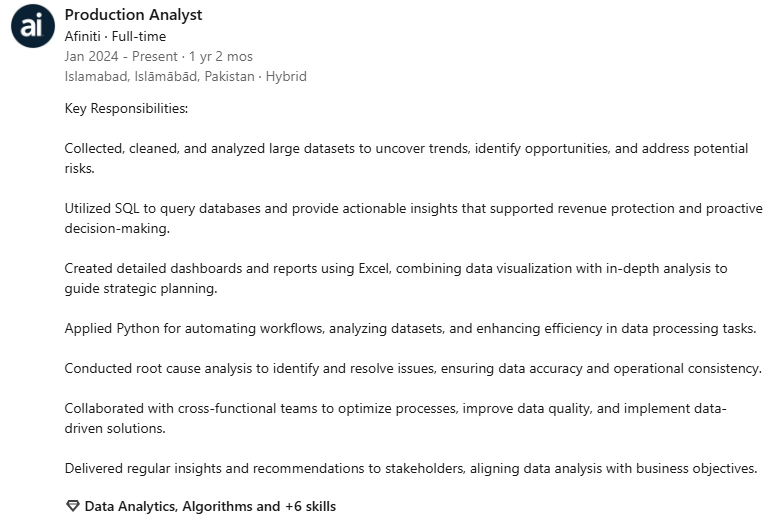 ai
Production Analyst
Afiniti · Full-time
Jan 2024 - Present · 1 yr 2 mos
Islamabad, Islāmābād, Pakistan · Hybrid
Key Responsibilities:
Collected, cleaned, and analyzed large datasets to uncover trends, identify opportunities, and address potential
risks.
Utilized SQL to query databases and provide actionable insights that supported revenue protection and proactive
decision-making.
Created detailed dashboards and reports using Excel, combining data visualization with in-depth analysis to
guide strategic planning.
Applied Python for automating workflows, analyzing datasets, and enhancing efficiency in data processing tasks.
Conducted root cause analysis to identify and resolve issues, ensuring data accuracy and operational consistency.
Collaborated with cross-functional teams to optimize processes, improve data quality, and implement data-
driven solutions.
Delivered regular insights and recommendations to stakeholders, aligning data analysis with business objectives.
Data Analytics, Algorithms and +6 skills